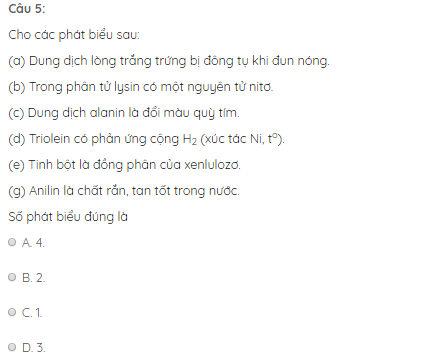 Câu 5:
Cho các phát biểu sau:
(a) Dung dịch lòng trắng trứng bị đông tụ khi đun nóng.
(b) Trong phân tử lysin có một nguyên tử nitơ.
(c) Dung dịch alanin là đổi màu quỳ tím.
(d) Triolein có phản ứng cộng H₂ (xúc tác Ni, tº).
(e) Tinh bột là đồng phân của xenlulozơ.
(g) Anilin là chất rắn, tan tốt trong nước.
Số phát biểu đúng là
A. 4.
B. 2.
C. 1.
D. 3.